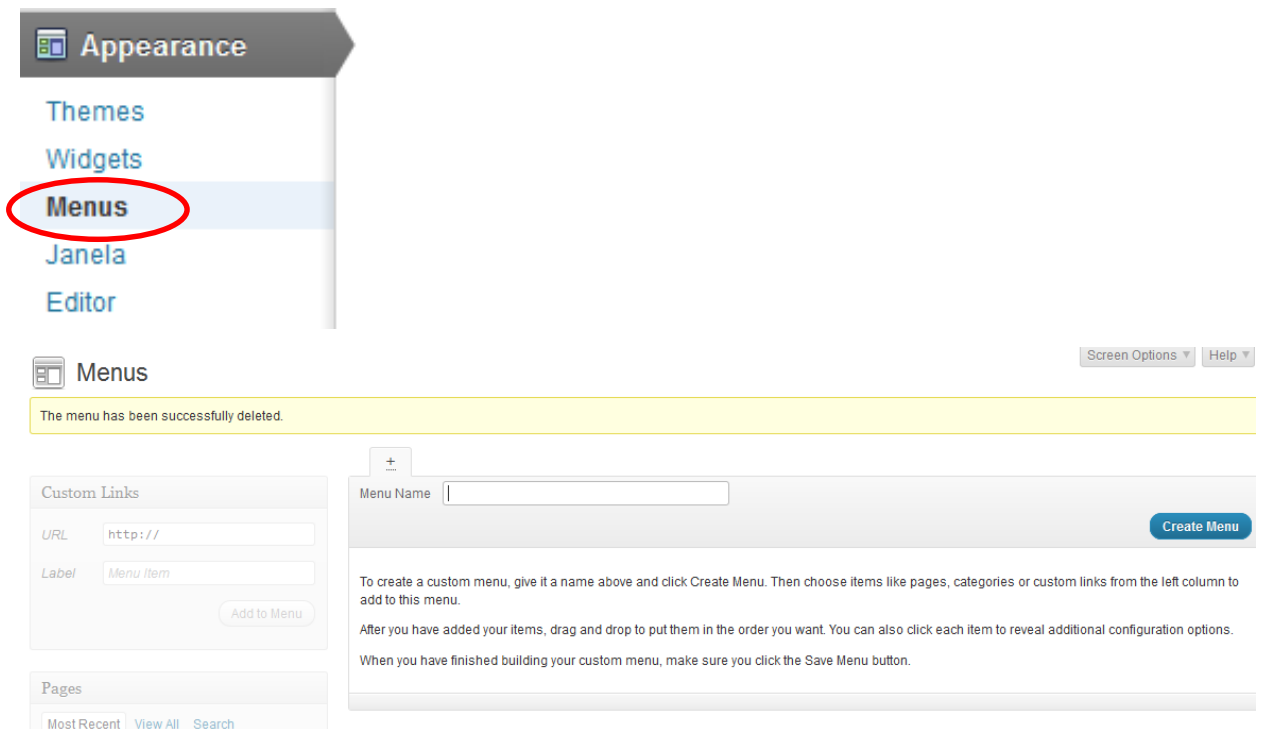 Appearance
Themes
Widgets
Menus
Janela
Editor
Screen Options
Help
Menus
The menu has been successfully deleted.
+
Custom Links
URL http://
Label Menu Item
Add to Menu
Pages
Most Recent View All Search
Menu Name
Create Menu
To create a custom menu, give it a name above and click Create Menu. Then choose items like pages, categories or custom links from the left column to
add to this menu.
After you have added your items, drag and drop to put them in the order you want. You can also click each item to reveal additional configuration options.
When you have finished building your custom menu, make sure you click the Save Menu button.